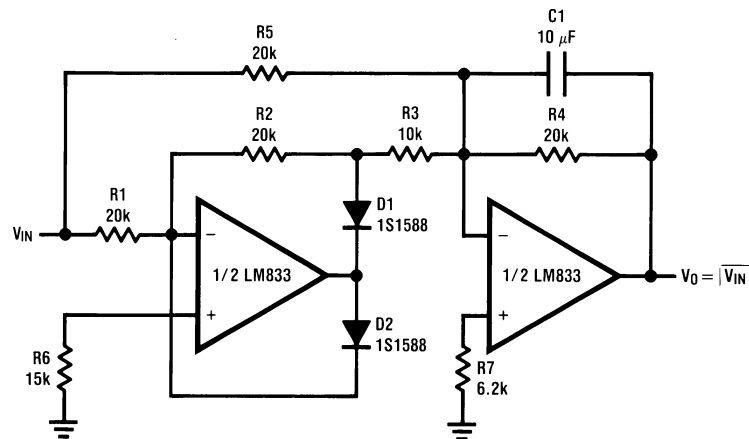 C1
10 μF
R5
20k
R2
20k
R3
10k
R4
20k
R1
20k
D1
1S1588
VIN
−
1/2 LM833
+
−
1/2 LM833
+
VO = |VIN|
D2
1S1588
R6
15k
R7
6.2k